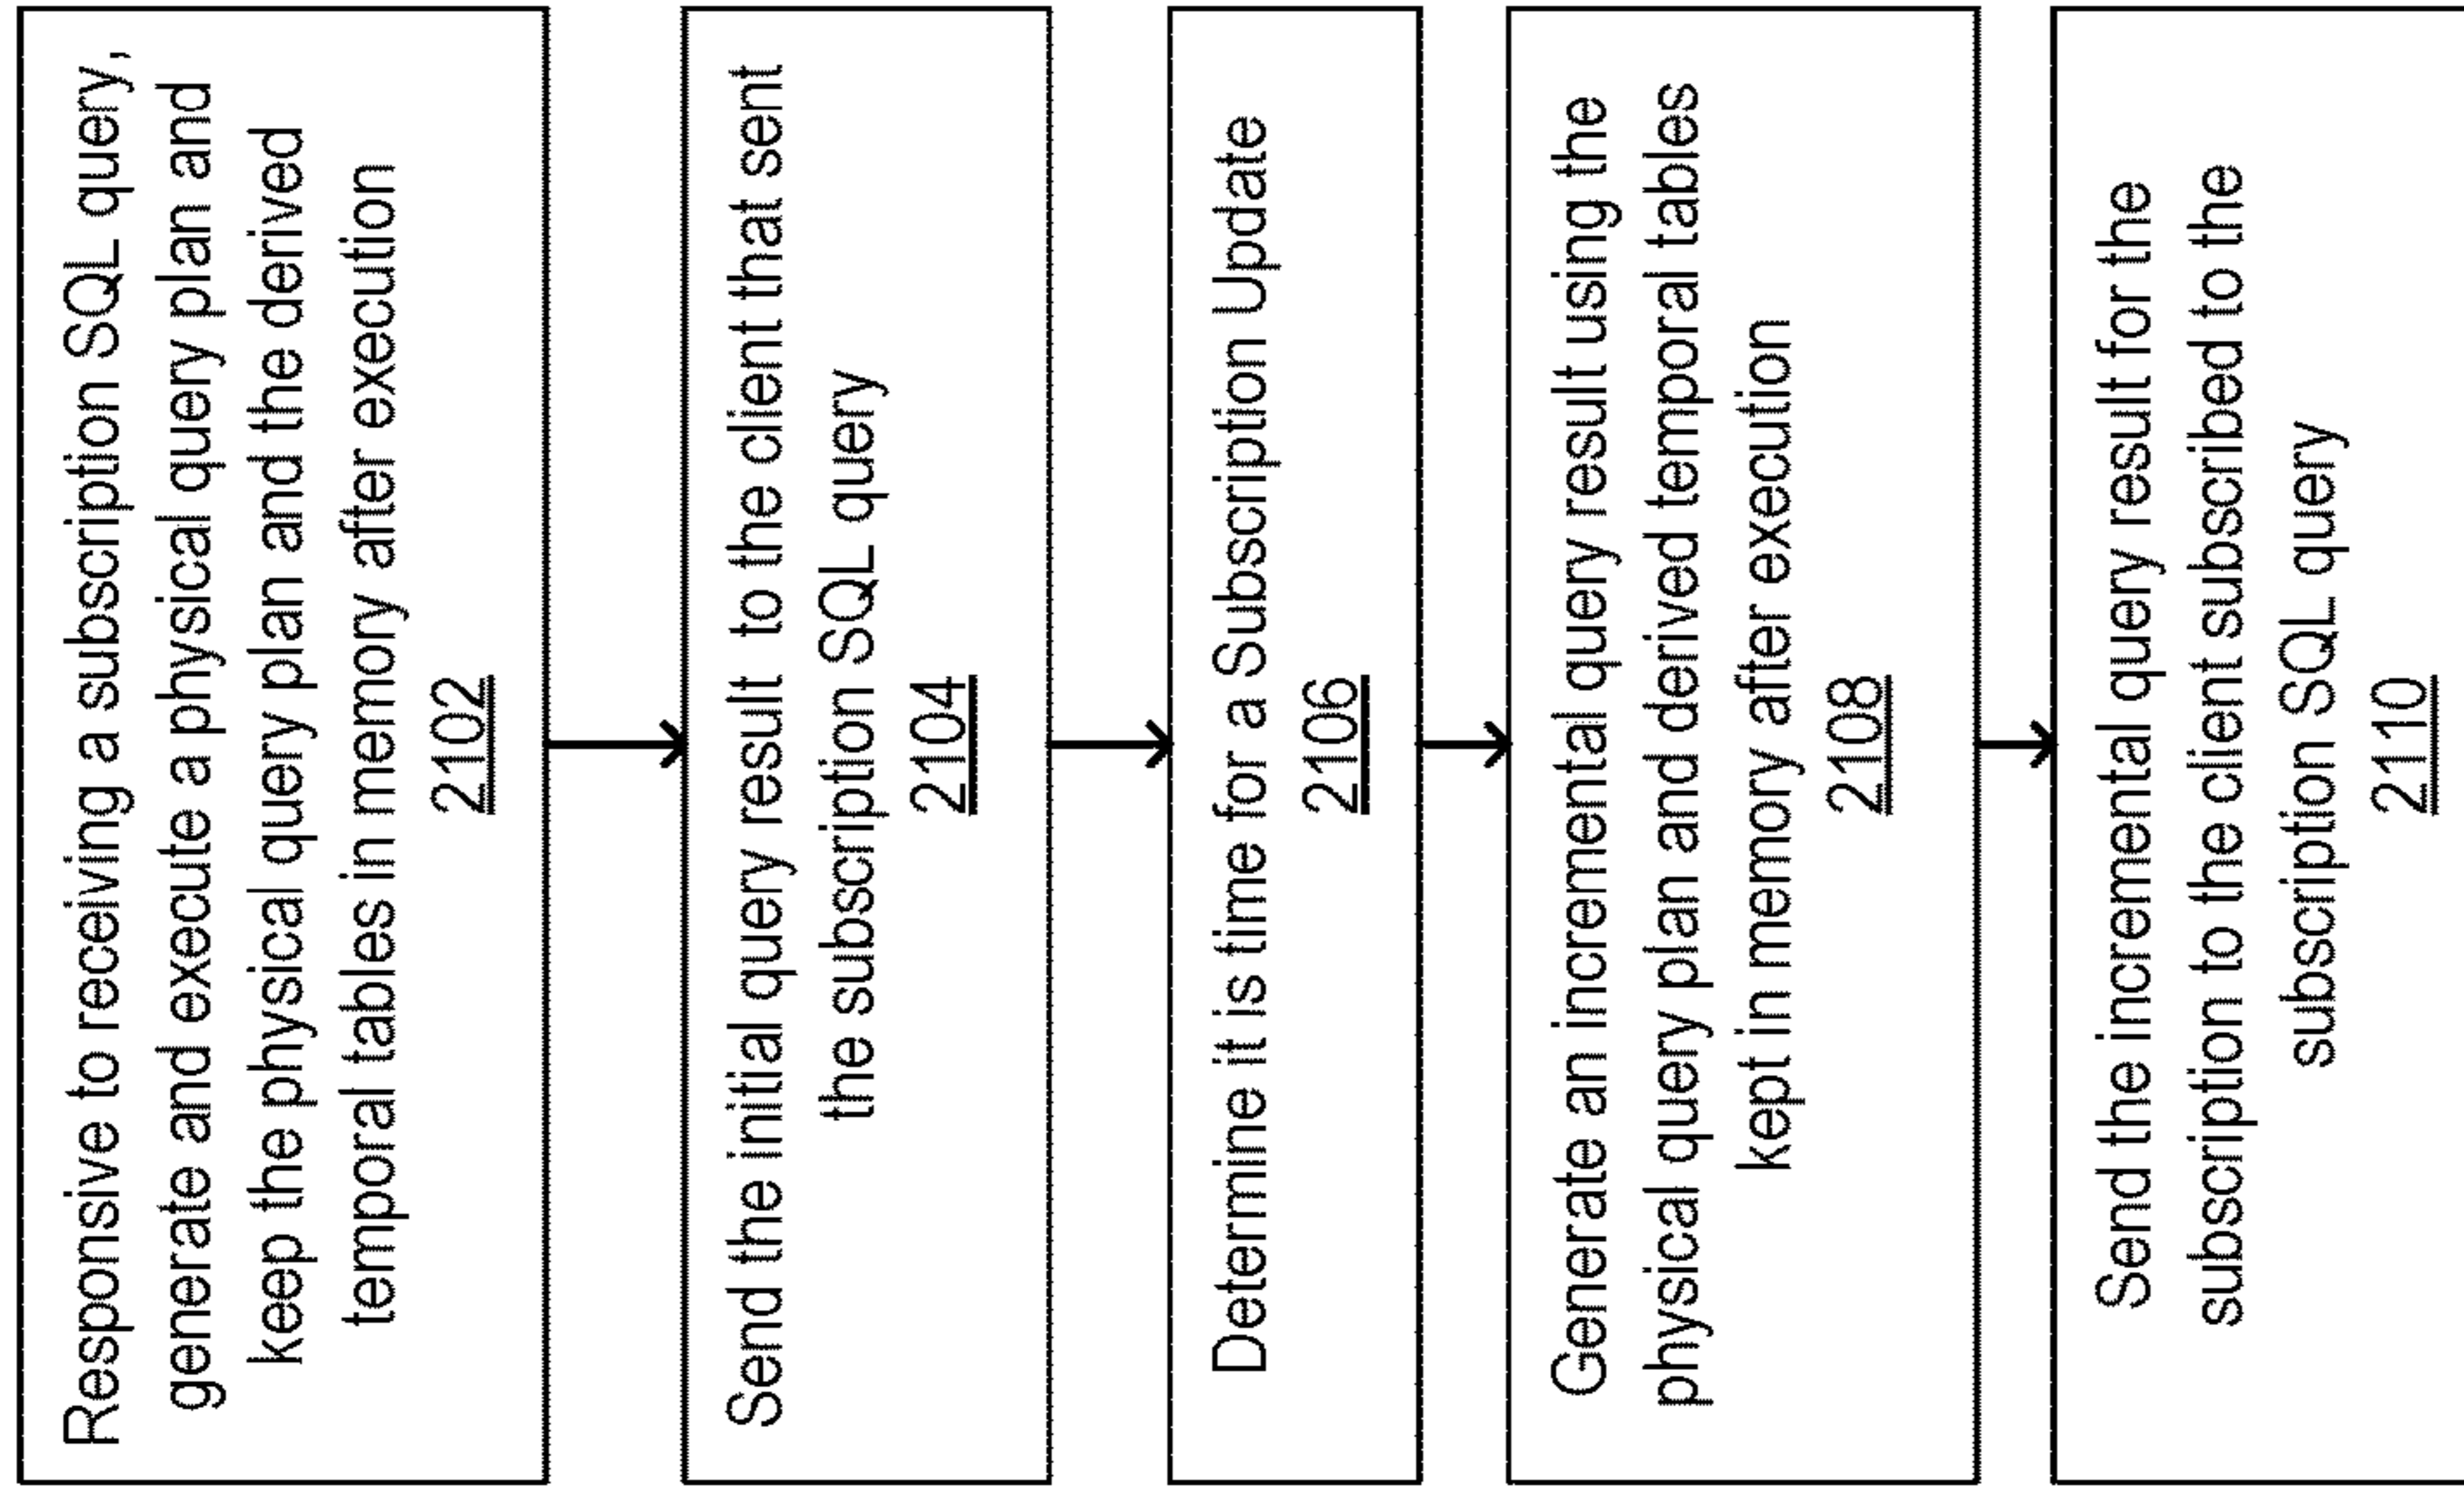 Responsive to receiving a subscription SQL query,
generate and execute a physical query plan and
keep the physical query plan and the derived
temporal tables in memory after execution
2102
Send the initial query result to the client that sent
the subscription SQL query
2104
Determine it is time for a Subscription Update
2106
Generate an incremental query result using the
physical query plan and derived temporal tables
kept in memory after execution
2108
Send the incremental query result for the
subscription to the client subscribed to the
subscription SQL query
2110